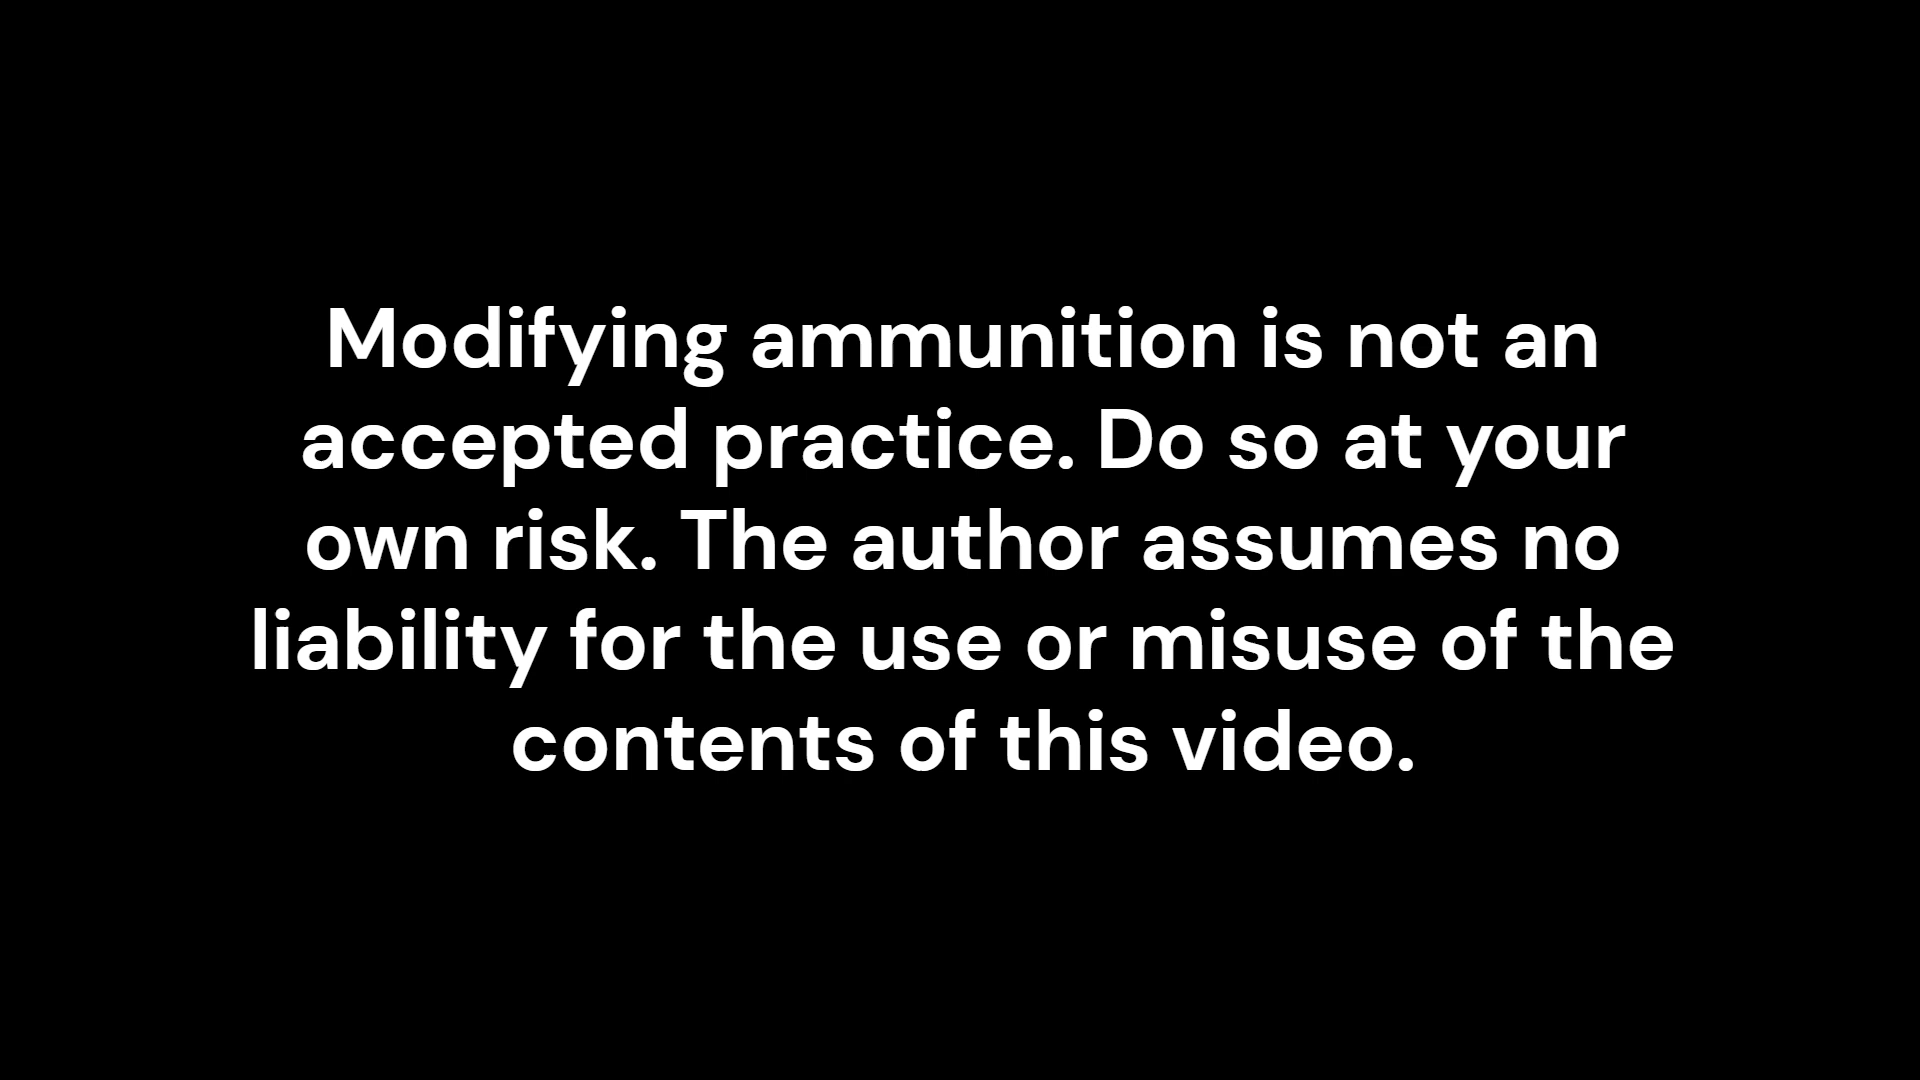 Modifying ammunition is not an
accepted practice. Do so at your
own risk. The author assumes no
liability for the use or misuse of the
contents of this video.